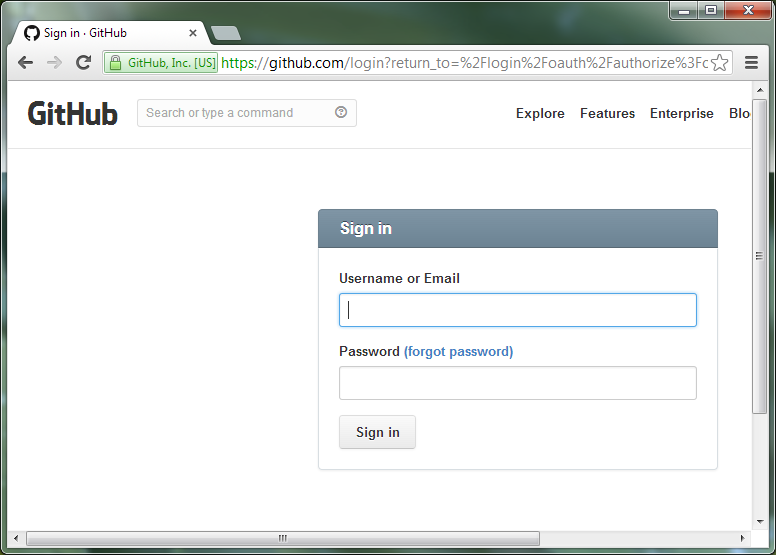 Sign in · GitHub
GitHub, Inc. [US] https://github.com/login?return_to=%2Flogin%2Foauth%2Fauthorize%3Fc
GitHub Search or type a command Explore Features Enterprise Blo
Sign in
Username or Email
Password (forgot password)
Sign in